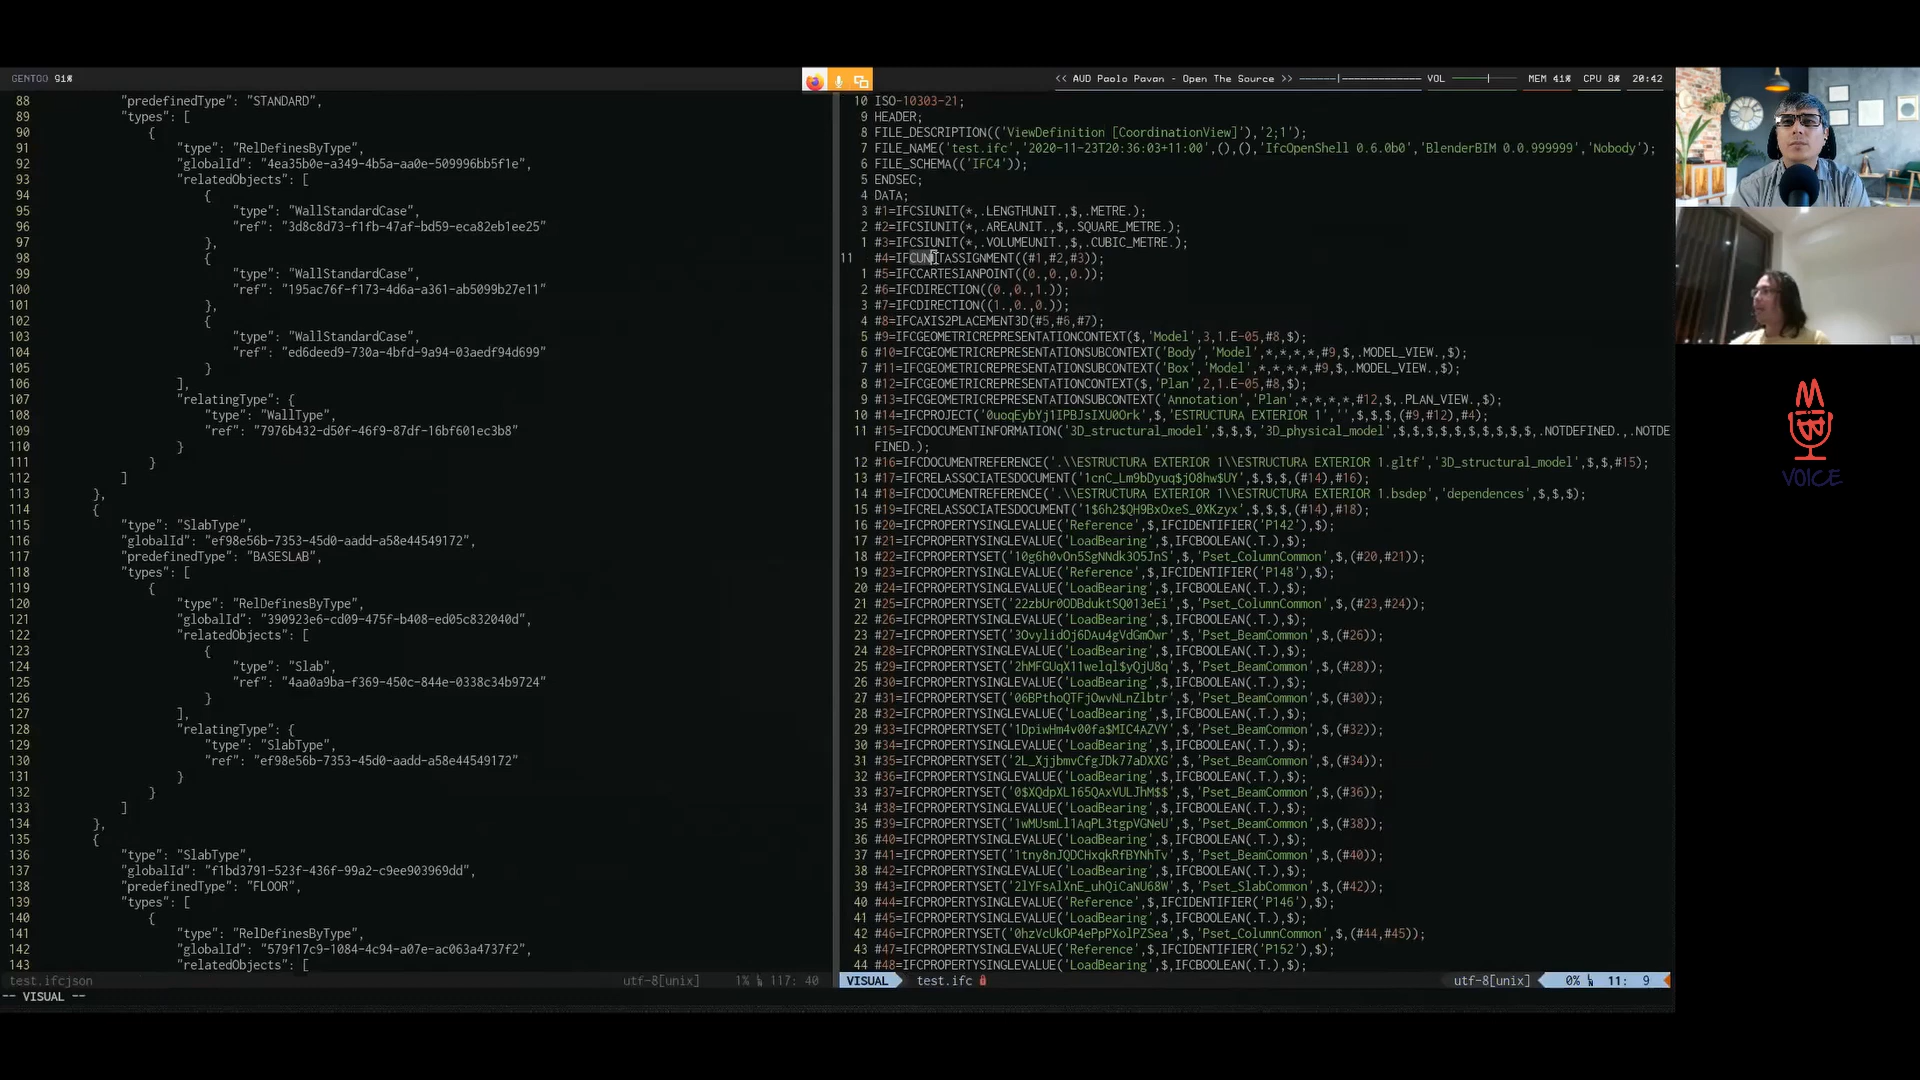 GENTOO 91%
<< AUD Paolo Pavan - Open The Source >> VOL MEM 41% CPU 8% 20:42
88 "predefinedType": "STANDARD",
89 "types": [
90 {
91 "type": "RelDefinesByType",
92 "globalId": "4ea35b0e-a349-4b5a-aa0e-509996bb5f1e",
93 "relatedObjects": [
94 {
95 "type": "WallStandardCase",
96 "ref": "3d8c8d73-f1fb-47af-bd59-eca82eb1ee25"
97 },
98 {
99 "type": "WallStandardCase",
100 "ref": "195ac76f-f173-4d6a-a361-ab5099b27e11"
101 },
102 {
103 "type": "WallStandardCase",
104 "ref": "ed6deed9-730a-4bfd-9a94-03aedf94d699"
105 }
106 ],
107 "relatingType": {
108 "type": "WallType",
109 "ref": "7976b432-d50f-46f9-87df-16bf601ec3b8"
110 }
111 }
112 ]
113 },
114 {
115 "type": "SlabType",
116 "globalId": "ef98e56b-7353-45d0-aadd-a58e44549172",
117 "predefinedType": "BASESLAB",
118 "types": [
119 {
120 "type": "RelDefinesByType",
121 "globalId": "390923e6-cd09-475f-b408-ed05c832040d",
122 "relatedObjects": [
123 {
124 "type": "Slab",
125 "ref": "4aa0a9ba-f369-450c-844e-0338c34b9724"
126 }
127 ],
128 "relatingType": {
129 "type": "SlabType",
130 "ref": "ef98e56b-7353-45d0-aadd-a58e44549172"
131 }
132 }
133 ]
134 },
135 {
136 "type": "SlabType",
137 "globalId": "f1bd3791-523f-436f-99a2-c9ee903969dd",
138 "predefinedType": "FLOOR",
139 "types": [
140 {
141 "type": "RelDefinesByType",
142 "globalId": "579f17c9-1084-4c94-a07e-ac063a4737f2",
143 "relatedObjects": [
test.ifcjson utf-8[unix] 1% 117: 40
-- VISUAL --
10 ISO-10303-21;
9 HEADER;
8 FILE_DESCRIPTION(('ViewDefinition [CoordinationView]'),'2;1');
7 FILE_NAME('test.ifc','2020-11-23T20:36:03+11:00',(),(),'IfcOpenShell 0.6.0b0','BlenderBIM 0.0.999999','Nobody');
6 FILE_SCHEMA(('IFC4'));
5 ENDSEC;
4 DATA;
3 #1=IFCSIUNIT(*,.LENGTHUNIT.,$,.METRE.);
2 #2=IFCSIUNIT(*,.AREAUNIT.,$,.SQUARE_METRE.);
1 #3=IFCSIUNIT(*,.VOLUMEUNIT.,$,.CUBIC_METRE.);
11 #4=IFCUNITASSIGNMENT((#1,#2,#3));
1 #5=IFCCARTESIANPOINT((0.,0.,0.));
2 #6=IFCDIRECTION((0.,0.,1.));
3 #7=IFCDIRECTION((1.,0.,0.));
4 #8=IFCAXIS2PLACEMENT3D(#5,#6,#7);
5 #9=IFCGEOMETRICREPRESENTATIONCONTEXT($,'Model',3,1.E-05,#8,$);
6 #10=IFCGEOMETRICREPRESENTATIONSUBCONTEXT('Body','Model',*,*,*,*,#9,$,.MODEL_VIEW.,$);
7 #11=IFCGEOMETRICREPRESENTATIONSUBCONTEXT('Box','Model',*,*,*,*,#9,$,.MODEL_VIEW.,$);
8 #12=IFCGEOMETRICREPRESENTATIONCONTEXT($,'Plan',2,1.E-05,#8,$);
9 #13=IFCGEOMETRICREPRESENTATIONSUBCONTEXT('Annotation','Plan',*,*,*,*,#12,$,.PLAN_VIEW.,$);
10 #14=IFCPROJECT('0uoqEybYj1IPBJsIXU0Ork',$,'ESTRUCTURA EXTERIOR 1','',$,$,$,(#9,#12),#4);
11 #15=IFCDOCUMENTINFORMATION('3D_structural_model',$,$,$,'3D_physical_model',$,$,$,$,$,$,$,$,$,$,.NOTDEFINED.,.NOTDE
FINED.);
12 #16=IFCDOCUMENTREFERENCE('.\\ESTRUCTURA EXTERIOR 1\\ESTRUCTURA EXTERIOR 1.gltf','3D_structural_model',$,$,#15);
13 #17=IFCRELASSOCIATESDOCUMENT('1cnC_Lm9bDyuq$jO8hw$UY',$,$,$,(#14),#16);
14 #18=IFCDOCUMENTREFERENCE('.\\ESTRUCTURA EXTERIOR 1\\ESTRUCTURA EXTERIOR 1.bsdep','dependences',$,$,$);
15 #19=IFCRELASSOCIATESDOCUMENT('1$6h2$QH9BxOxeS_0XKzyx',$,$,$,(#14),#18);
16 #20=IFCPROPERTYSINGLEVALUE('Reference',$,IFCIDENTIFIER('P142'),$);
17 #21=IFCPROPERTYSINGLEVALUE('LoadBearing',$,IFCBOOLEAN(.T.),$);
18 #22=IFCPROPERTYSET('10g6h0vOn5SgNNdk3O5JnS',$,'Pset_ColumnCommon',$,(#20,#21));
19 #23=IFCPROPERTYSINGLEVALUE('Reference',$,IFCIDENTIFIER('P148'),$);
20 #24=IFCPROPERTYSINGLEVALUE('LoadBearing',$,IFCBOOLEAN(.T.),$);
21 #25=IFCPROPERTYSET('22zbUr0ODBduktSQ013eEi',$,'Pset_ColumnCommon',$,(#23,#24));
22 #26=IFCPROPERTYSINGLEVALUE('LoadBearing',$,IFCBOOLEAN(.T.),$);
23 #27=IFCPROPERTYSET('3OvylidOj6DAu4gVdGmOwr',$,'Pset_BeamCommon',$,(#26));
24 #28=IFCPROPERTYSINGLEVALUE('LoadBearing',$,IFCBOOLEAN(.T.),$);
25 #29=IFCPROPERTYSET('2hMFGUqX11welql$yQjU8q',$,'Pset_BeamCommon',$,(#28));
26 #30=IFCPROPERTYSINGLEVALUE('LoadBearing',$,IFCBOOLEAN(.T.),$);
27 #31=IFCPROPERTYSET('06BPthoQTFjOwvNLnZlbtr',$,'Pset_BeamCommon',$,(#30));
28 #32=IFCPROPERTYSINGLEVALUE('LoadBearing',$,IFCBOOLEAN(.T.),$);
29 #33=IFCPROPERTYSET('1DpiwHm4v00fa$MIC4AZVY',$,'Pset_BeamCommon',$,(#32));
30 #34=IFCPROPERTYSINGLEVALUE('LoadBearing',$,IFCBOOLEAN(.T.),$);
31 #35=IFCPROPERTYSET('2L_XjjbmvCfgJDk77aDXXG',$,'Pset_BeamCommon',$,(#34));
32 #36=IFCPROPERTYSINGLEVALUE('LoadBearing',$,IFCBOOLEAN(.T.),$);
33 #37=IFCPROPERTYSET('0$XQdpXL165QAxVULJhM$$',$,'Pset_BeamCommon',$,(#36));
34 #38=IFCPROPERTYSINGLEVALUE('LoadBearing',$,IFCBOOLEAN(.T.),$);
35 #39=IFCPROPERTYSET('1wMUsmLl1AqPL3tgpVGNeU',$,'Pset_BeamCommon',$,(#38));
36 #40=IFCPROPERTYSINGLEVALUE('LoadBearing',$,IFCBOOLEAN(.T.),$);
37 #41=IFCPROPERTYSET('1tny8nJQDCHxqkRfBYNhTv',$,'Pset_BeamCommon',$,(#40));
38 #42=IFCPROPERTYSINGLEVALUE('LoadBearing',$,IFCBOOLEAN(.T.),$);
39 #43=IFCPROPERTYSET('2lYFsAlXnE_uhQiCaNU68W',$,'Pset_SlabCommon',$,(#42));
40 #44=IFCPROPERTYSINGLEVALUE('Reference',$,IFCIDENTIFIER('P146'),$);
41 #45=IFCPROPERTYSINGLEVALUE('LoadBearing',$,IFCBOOLEAN(.T.),$);
42 #46=IFCPROPERTYSET('0hzVcUkOP4ePpPXolPZSea',$,'Pset_ColumnCommon',$,(#44,#45));
43 #47=IFCPROPERTYSINGLEVALUE('Reference',$,IFCIDENTIFIER('P152'),$);
44 #48=IFCPROPERTYSINGLEVALUE('LoadBearing',$,IFCBOOLEAN(.T.),$);
VISUAL test.ifc utf-8[unix] 0% 11: 9
VOICE